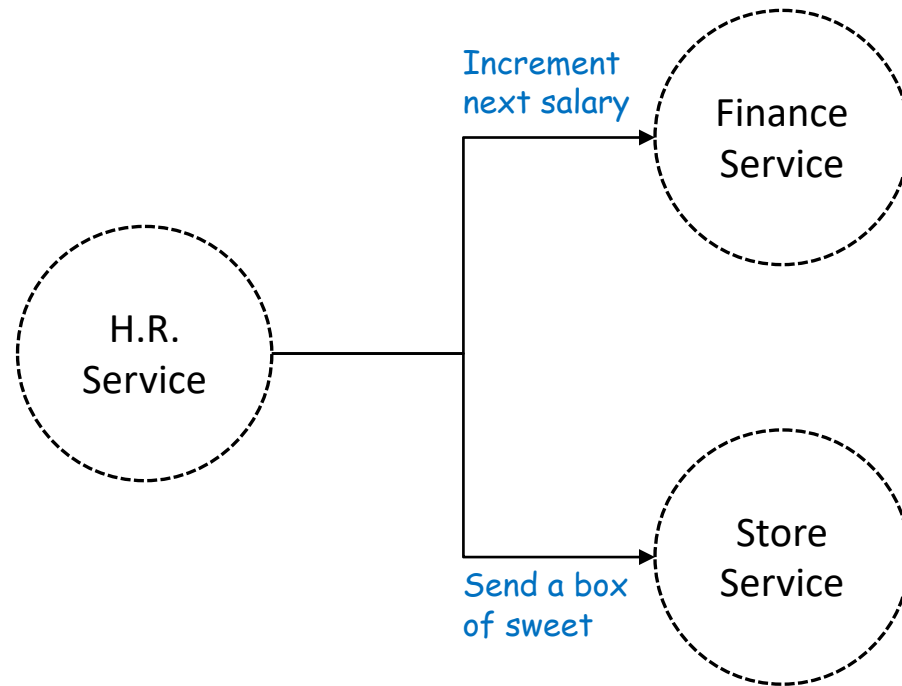 Increment
next salary
Finance
Service
H.R.
Service
Store
Service
Send a box
of sweet